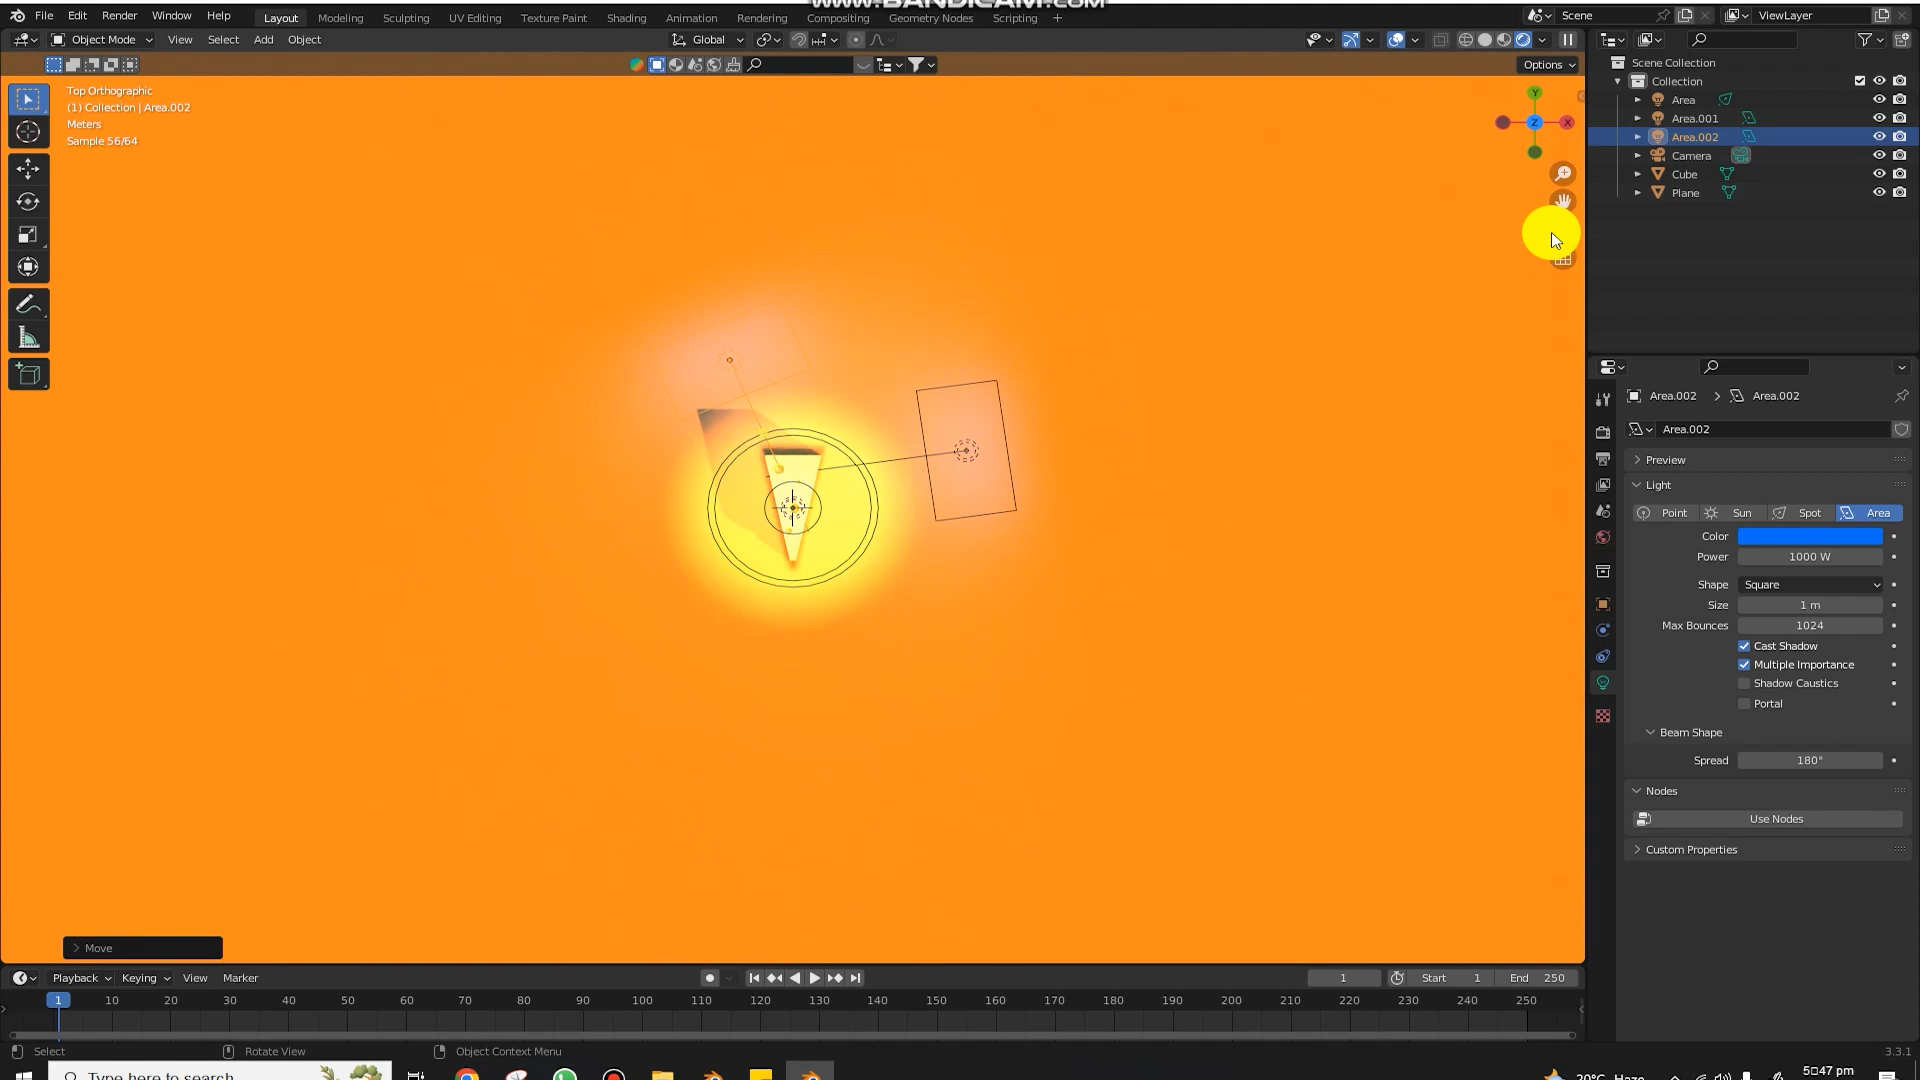 www.BANDICAM.com
File Edit Render Window Help
Layout Modeling Sculpting UV Editing Texture Paint Shading Animation Rendering Compositing Geometry Nodes Scripting +
Scene
ViewLayer
Object Mode View Select Add Object
Global
Options
Top Orthographic
(1) Collection | Area.002
Meters
Sample 56/64
Y
Z
X
Scene Collection
Collection
Area
Area.001
Area.002
Camera
Cube
Plane
Area.002 > Area.002
Area.002
Preview
Light
Point Sun Spot Area
Color
Power 1000 W
Shape Square
Size 1 m
Max Bounces 1024
Cast Shadow
Multiple Importance
Shadow Caustics
Portal
Beam Shape
Spread 180°
Nodes
Use Nodes
Custom Properties
Move
Playback Keying View Marker
1
Start 1
End 250
1 10 20 30 40 50 60 70 80 90 100 110 120 130 140 150 160 170 180 190 200 210 220 230 240 250
Select
Rotate View
Object Context Menu
3.3.1
Type here to search
20°C Haze
5:47 pm